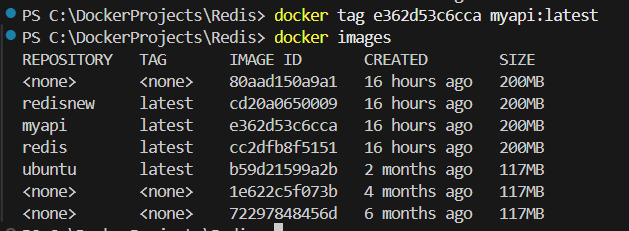 PS C:\DockerProjects\Redis> docker tag e362d53c6cca myapi:latest
PS C:\DockerProjects\Redis> docker images
REPOSITORY TAG IMAGE ID CREATED SIZE
<none> <none> 80aad150a9a1 16 hours ago 200MB
redisnew latest cd20a0650009 16 hours ago 200MB
myapi latest e362d53c6cca 16 hours ago 200MB
redis latest cc2dfb8f5151 16 hours ago 200MB
ubuntu latest b59d21599a2b 2 months ago 117MB
<none> <none> 1e622c5f073b 4 months ago 117MB
<none> <none> 72297848456d 6 months ago 117MB